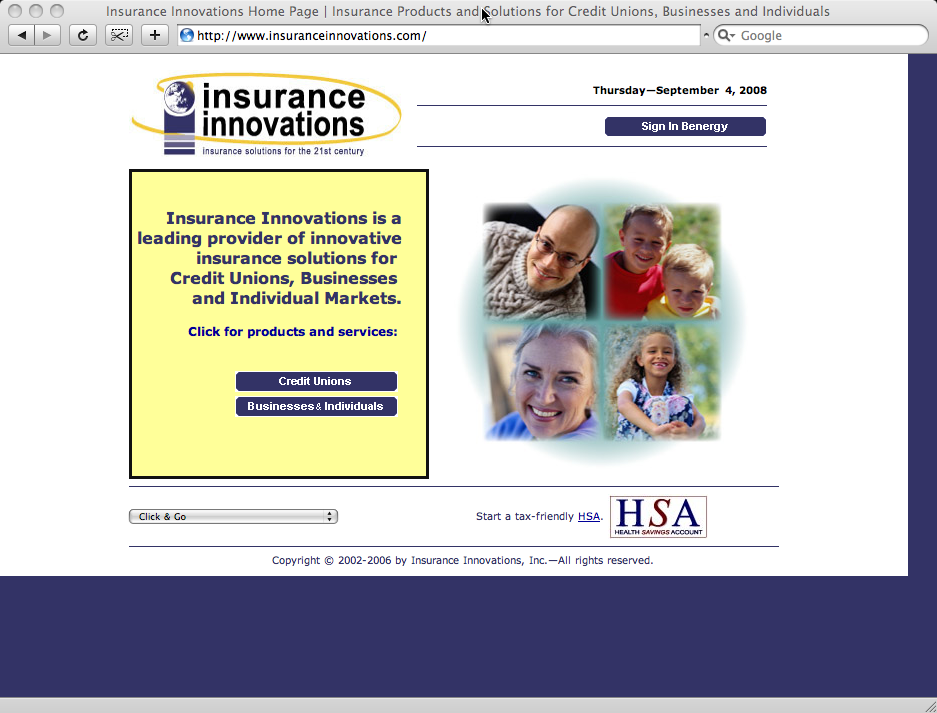 Insurance Innovations Home Page | Insurance Products and Solutions for Credit Unions, Businesses and Individuals
http://www.insuranceinnovations.com/
Google
insurance
innovations
insurance solutions for the 21st century
Thursday—September 4, 2008
Sign In Benergy
Insurance Innovations is a
leading provider of innovative
insurance solutions for
Credit Unions, Businesses
and Individual Markets.
Click for products and services:
Credit Unions
Businesses & Individuals
Click & Go
Start a tax-friendly HSA.
HSA
HEALTH SAVINGS ACCOUNT
Copyright © 2002-2006 by Insurance Innovations, Inc.—All rights reserved.